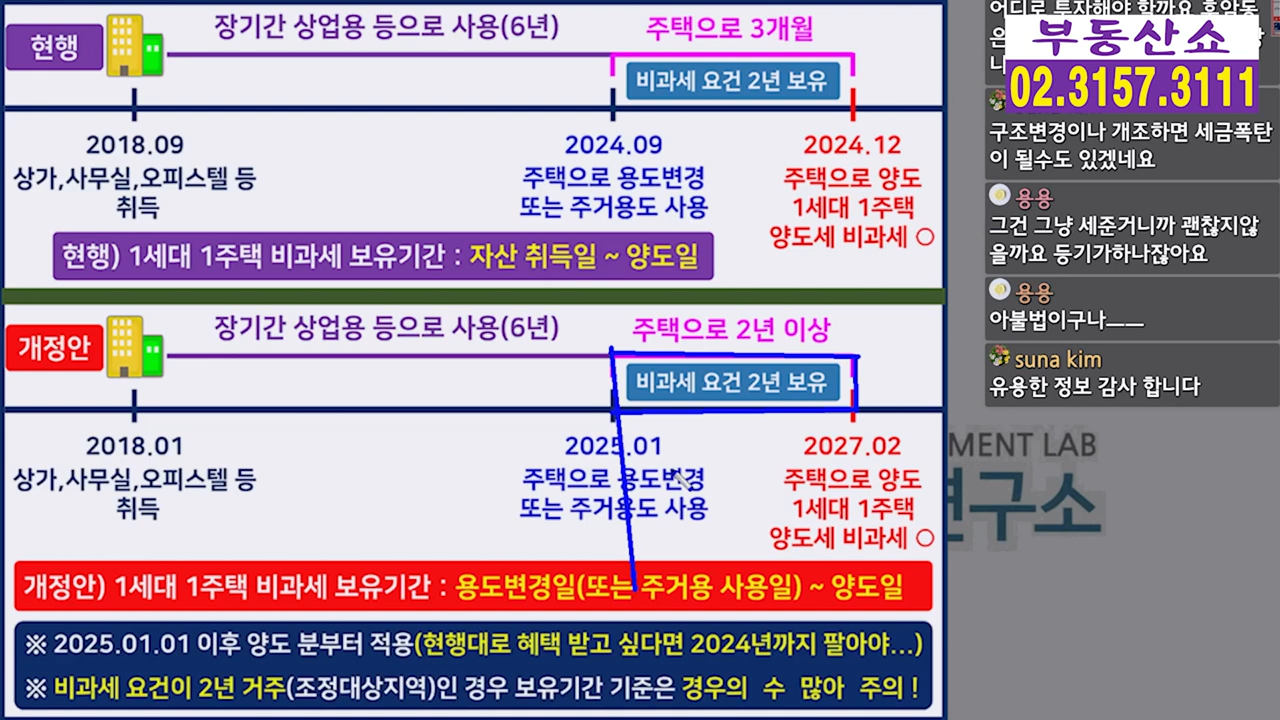 현행
장기간 상업용 등으로 사용(6년)
주택으로 3개월
비과세 요건 2년 보유
2018.09
상가,사무실,오피스텔 등
취득
2024.09
주택으로 용도변경
또는 주거용도 사용
2024.12
주택으로 양도
1세대 1주택
양도세 비과세 ○
현행) 1세대 1주택 비과세 보유기간 : 자산 취득일 ~ 양도일
개정안
장기간 상업용 등으로 사용(6년)
주택으로 2년 이상
비과세 요건 2년 보유
2018.01
상가,사무실,오피스텔 등
취득
2025.01
주택으로 용도변경
또는 주거용도 사용
2027.02
주택으로 양도
1세대 1주택
양도세 비과세 ○
개정안) 1세대 1주택 비과세 보유기간 : 용도변경일(또는 주거용 사용일) ~ 양도일
※ 2025.01.01 이후 양도 분부터 적용(현행대로 혜택 받고 싶다면 2024년까지 팔아야...)
※ 비과세 요건이 2년 거주(조정대상지역)인 경우 보유기간 기준은 경우의 수 많아 주의 !
어디로 투자해야 할까요 흑암동
은
니
부동산쇼
02.3157.3111
구조변경이나 개조하면 세금폭탄
이 될수도 있겠네요
용용
그건 그냥 세준거니까 괜찮지않
을까요 등기가하나잖아요
용용
아불법이구나ㅡㅡ
suna kim
유용한 정보 감사 합니다
MENT LAB
연구소